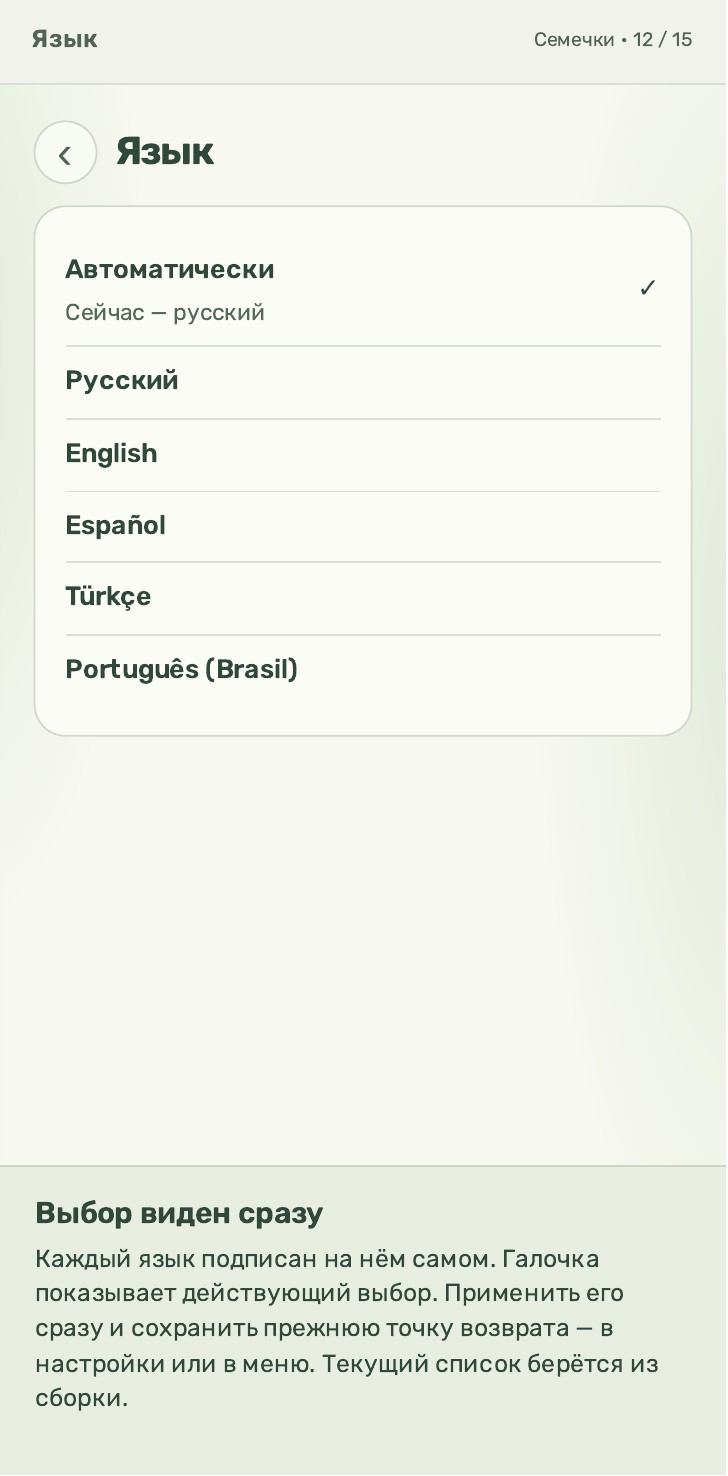 Язык
Семечки • 12 / 15
‹ Язык
Автоматически
✓
Сейчас — русский
Русский
English
Español
Türkçe
Português (Brasil)
Выбор виден сразу
Каждый язык подписан на нём самом. Галочка
показывает действующий выбор. Применить его
сразу и сохранить прежнюю точку возврата — в
настройки или в меню. Текущий список берётся из
сборки.